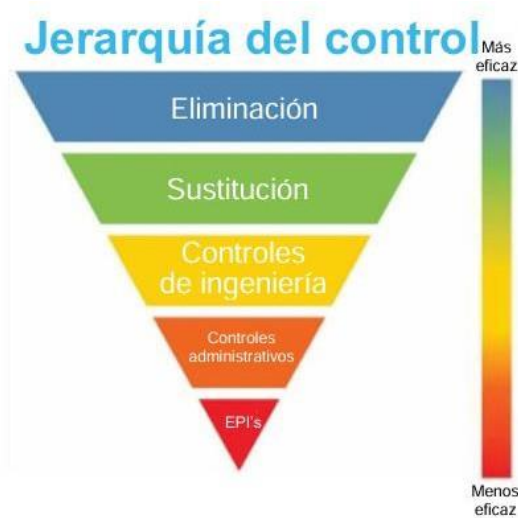 Jerarquía del control
Más
eficaz
Eliminación
Sustitución
Controles
de ingeniería
Controles
administrativos
EPI's
Menos
eficaz